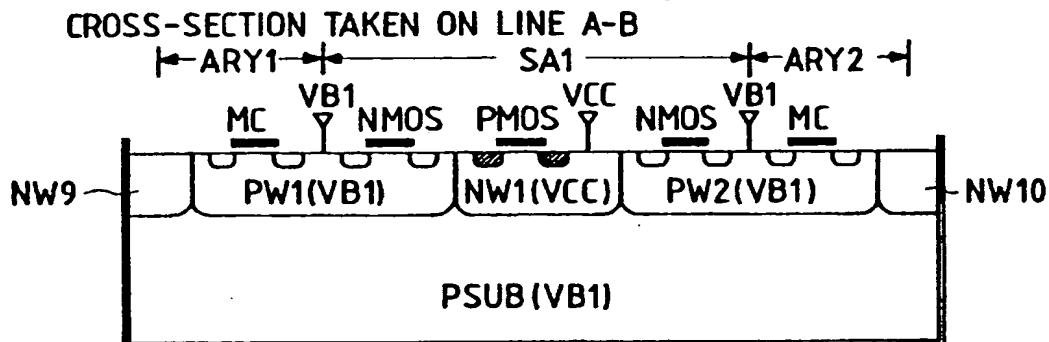 CROSS-SECTION TAKEN ON LINE A-B
ARY1 SA1 ARY2
VB1 VCC VB1
MC NMOS PMOS NMOS MC
NW9 PW1(VB1) NW1(VCC) PW2(VB1) NW10
PSUB(VB1)